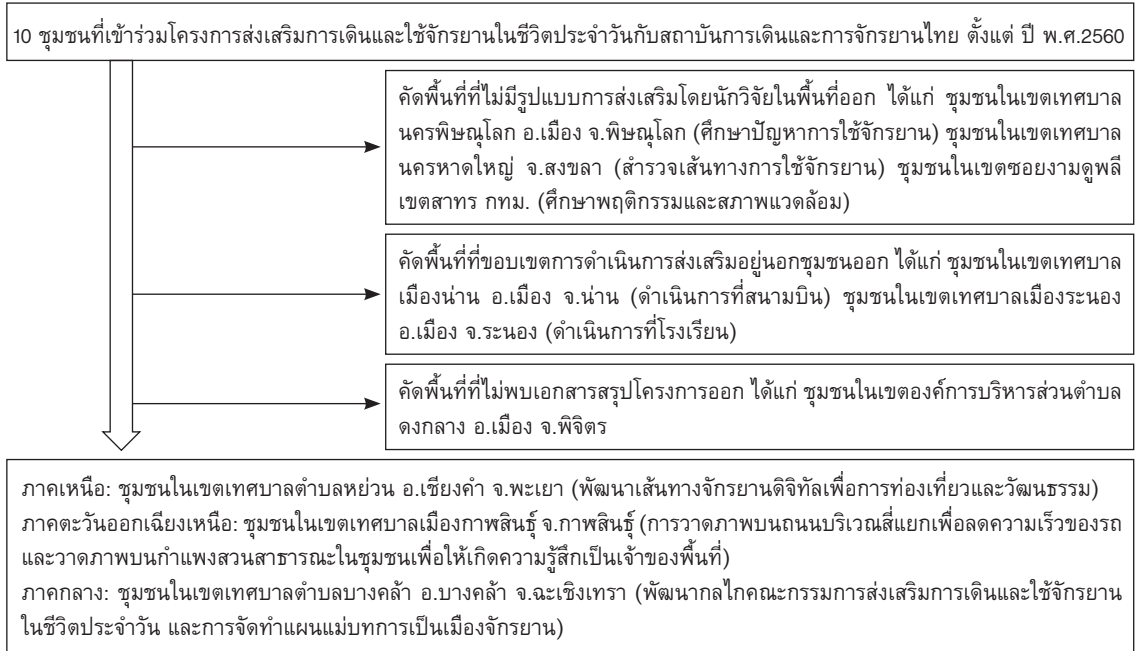 10 ชุมชนที่เข้าร่วมโครงการส่งเสริมการเดินและใช้จักรยานในชีวิตประจำวันกับสถาบันการเดินและการจักรยานไทย ตั้งแต่ ปี พ.ศ.2560
คัดพื้นที่ที่ไม่มีรูปแบบการส่งเสริมโดยนักวิจัยในพื้นที่ออก ได้แก่ ชุมชนในเขตเทศบาล
นครพิษณุโลก อ.เมือง จ.พิษณุโลก (ศึกษาปัญหาการใช้จักรยาน) ชุมชนในเขตเทศบาล
นครหาดใหญ่ จ.สงขลา (สำรวจเส้นทางการใช้จักรยาน) ชุมชนในเขตซอยงามดูพลี
เขตสาทร กทม. (ศึกษาพฤติกรรมและสภาพแวดล้อม)
คัดพื้นที่ที่ขอบเขตการดำเนินการส่งเสริมอยู่นอกชุมชนออก ได้แก่ ชุมชนในเขตเทศบาล
เมืองน่าน อ.เมือง จ.น่าน (ดำเนินการที่สนามบิน) ชุมชนในเขตเทศบาลเมืองระนอง
อ.เมือง จ.ระนอง (ดำเนินการที่โรงเรียน)
คัดพื้นที่ที่ไม่พบเอกสารสรุปโครงการออก ได้แก่ ชุมชนในเขตองค์การบริหารส่วนตำบล
ดงกลาง อ.เมือง จ.พิจิตร
ภาคเหนือ: ชุมชนในเขตเทศบาลตำบลหย่วน อ.เชียงคำ จ.พะเยา (พัฒนาเส้นทางจักรยานดิจิทัลเพื่อการท่องเที่ยวและวัฒนธรรม)
ภาคตะวันออกเฉียงเหนือ: ชุมชนในเขตเทศบาลเมืองกาฬสินธุ์ จ.กาฬสินธุ์ (การวาดภาพบนถนนบริเวณสี่แยกเพื่อลดความเร็วของรถ
และวาดภาพบนกำแพงสวนสาธารณะในชุมชนเพื่อให้เกิดความรู้สึกเป็นเจ้าของพื้นที่)
ภาคกลาง: ชุมชนในเขตเทศบาลตำบลบางคล้า อ.บางคล้า จ.ฉะเชิงเทรา (พัฒนากลไกคณะกรรมการส่งเสริมการเดินและใช้จักรยาน
ในชีวิตประจำวัน และการจัดทำแผนแม่บทการเป็นเมืองจักรยาน)